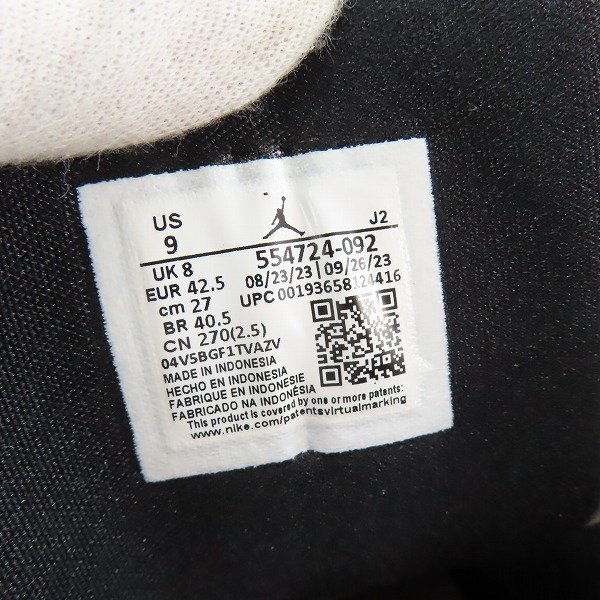 US
9
J2
UK 8
EUR 42.5
cm 27
BR 40.5
CN 270(2.5)
554724-092
08/23/23 | 09/26/23
UPC 00193658124416
04V5BGF1TVAZV
MADE IN INDONESIA
HECHO EN INDONESIA
FABRIQUE EN INDONESIE
FABRICADO NA INDONÉSIA
This product is covered by one or more patents:
www.nike.com/patentsvirtualmarking